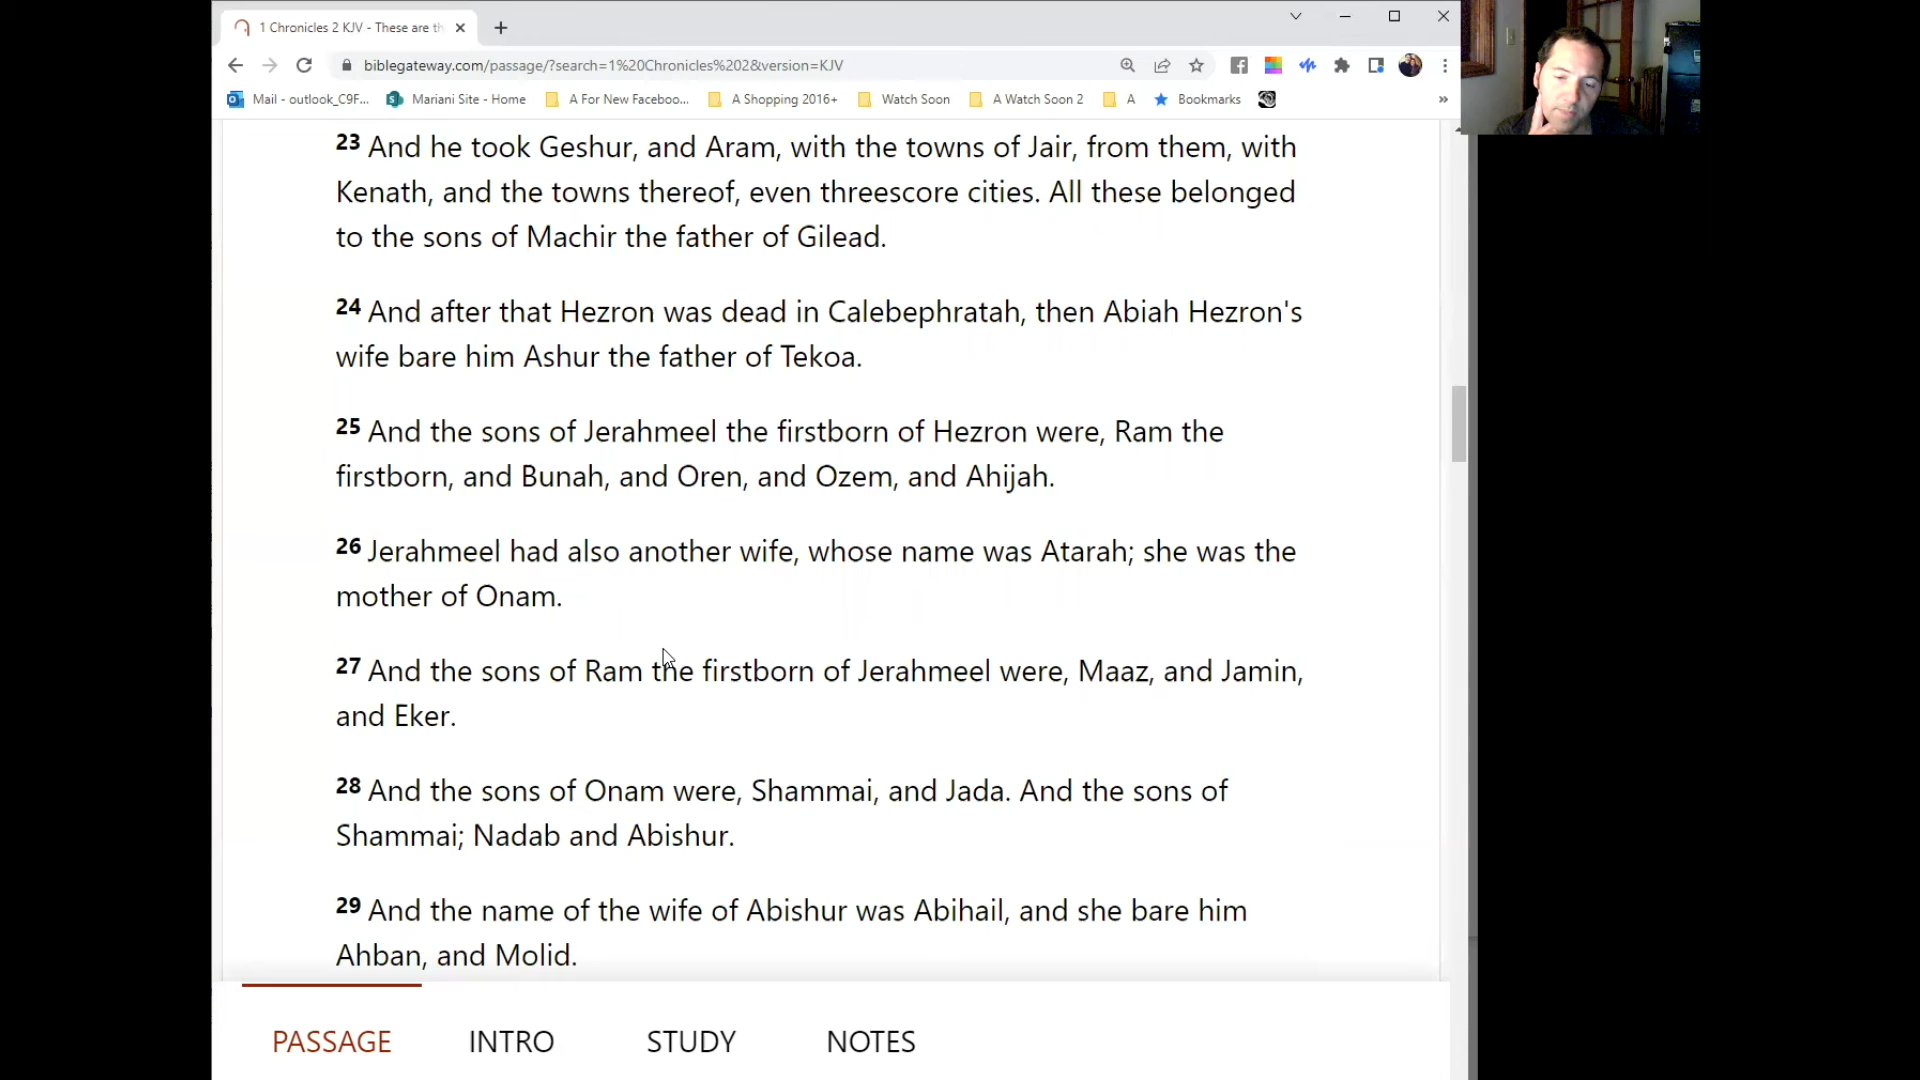 1 Chronicles 2 KJV - These are th
biblegateway.com/passage/?search=1%20Chronicles%202&version=KJV
Mail - outlook_C9F... Mariani Site - Home A For New Faceboo... A Shopping 2016+ Watch Soon A Watch Soon 2 A Bookmarks »
23 And he took Geshur, and Aram, with the towns of Jair, from them, with
Kenath, and the towns thereof, even threescore cities. All these belonged
to the sons of Machir the father of Gilead.
24 And after that Hezron was dead in Calebephratah, then Abiah Hezron's
wife bare him Ashur the father of Tekoa.
25 And the sons of Jerahmeel the firstborn of Hezron were, Ram the
firstborn, and Bunah, and Oren, and Ozem, and Ahijah.
26 Jerahmeel had also another wife, whose name was Atarah; she was the
mother of Onam.
27 And the sons of Ram the firstborn of Jerahmeel were, Maaz, and Jamin,
and Eker.
28 And the sons of Onam were, Shammai, and Jada. And the sons of
Shammai; Nadab and Abishur.
29 And the name of the wife of Abishur was Abihail, and she bare him
Ahban, and Molid.
PASSAGE INTRO STUDY NOTES